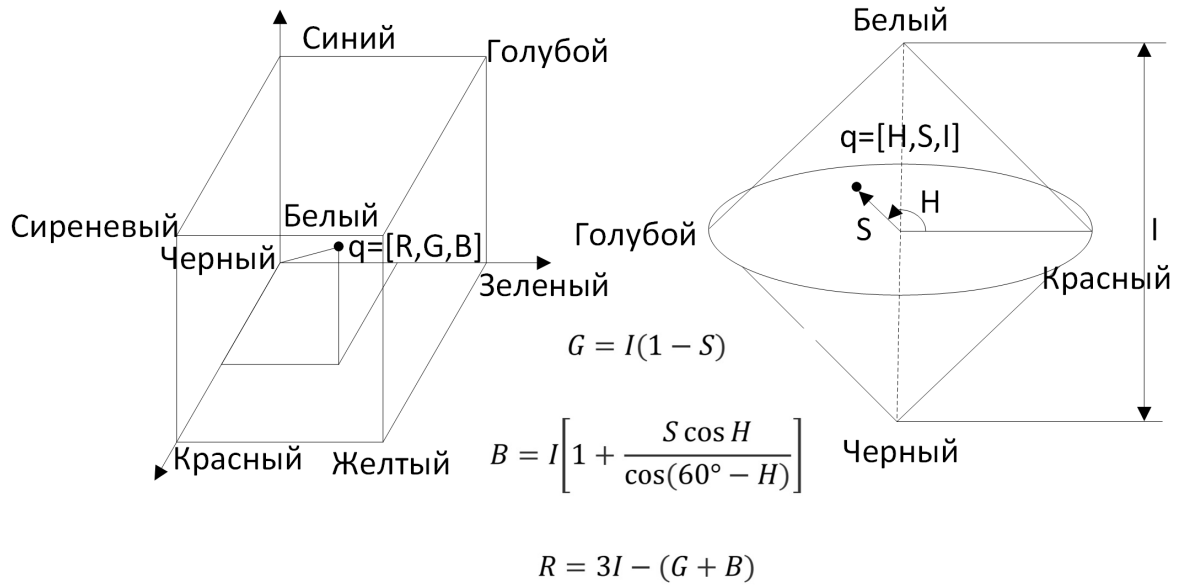 Синий
Голубой
Сиреневый
Белый
Черный
q=[R,G,B]
Зеленый
Красный
Желтый
Белый
q=[H,S,I]
H
S
Голубой
I
Красный
Черный
G = I(1 − S)
B = I[1 + S cos H / cos(60° − H)]
R = 3I − (G + B)